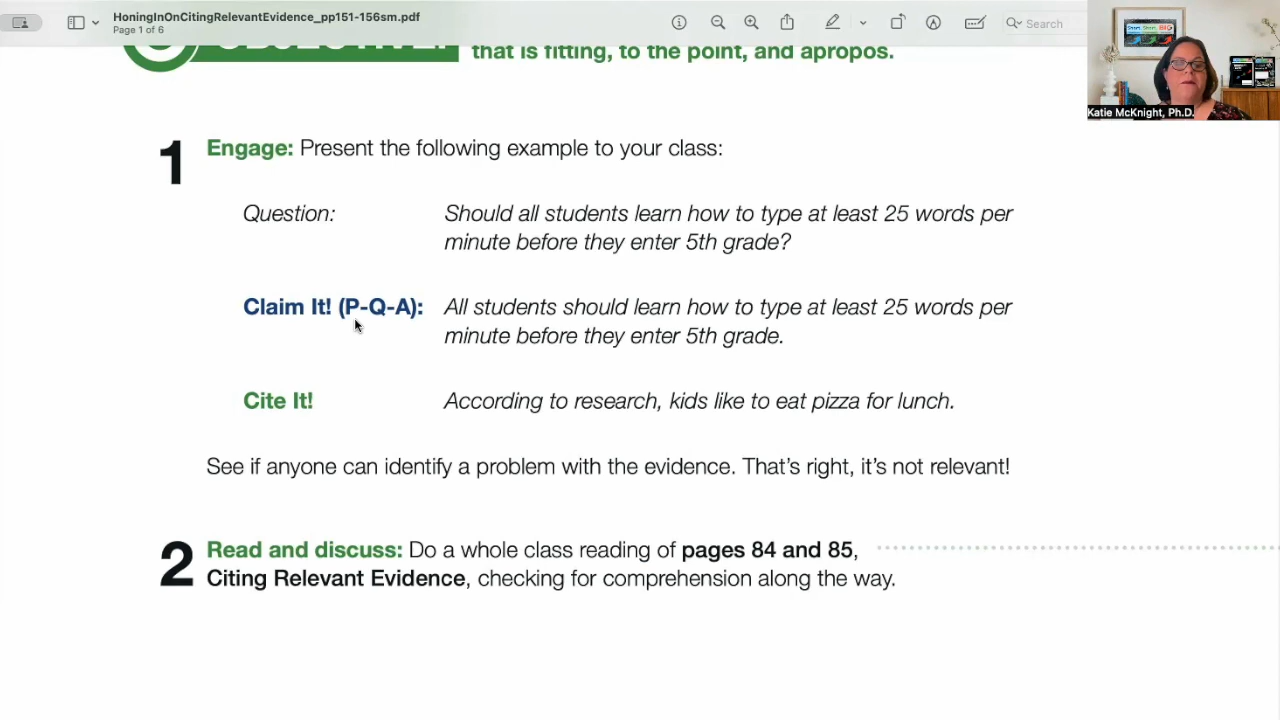 HoningInOnCitingRelevantEvidence_pp151-156sm.pdf
Page 1 of 6
Search
Katie McKnight, Ph.D.
that is fitting, to the point, and apropos.
1
Engage: Present the following example to your class:
Question: Should all students learn how to type at least 25 words per
minute before they enter 5th grade?
Claim It! (P-Q-A): All students should learn how to type at least 25 words per
minute before they enter 5th grade.
Cite It! According to research, kids like to eat pizza for lunch.
See if anyone can identify a problem with the evidence. That's right, it's not relevant!
2
Read and discuss: Do a whole class reading of pages 84 and 85,
Citing Relevant Evidence, checking for comprehension along the way.